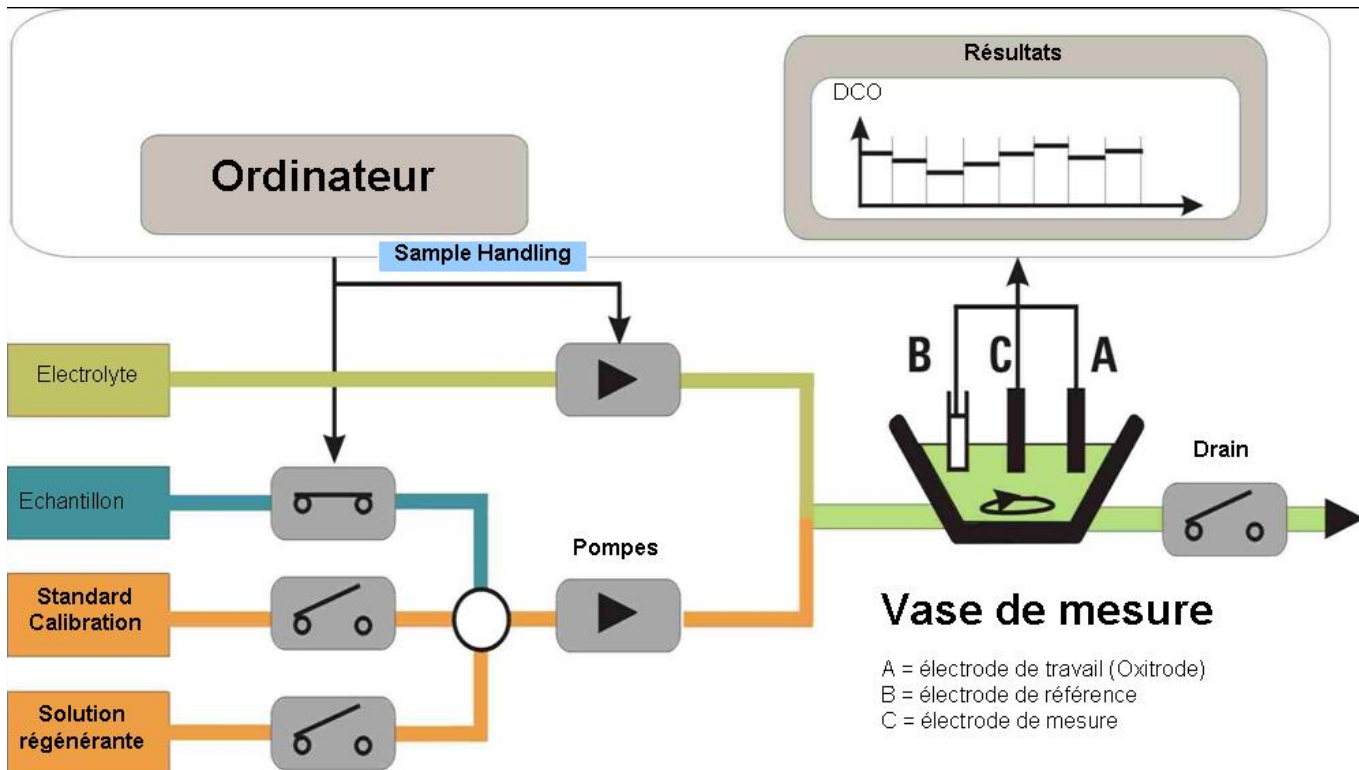 Résultats
DCO
Ordinateur
Sample Handling
B C A
Electrolyte
Drain
Echantillon
Pompes
Standard
Calibration
Vase de mesure
A = électrode de travail (Oxitrode)
B = électrode de référence
C = électrode de mesure
Solution
régénérante